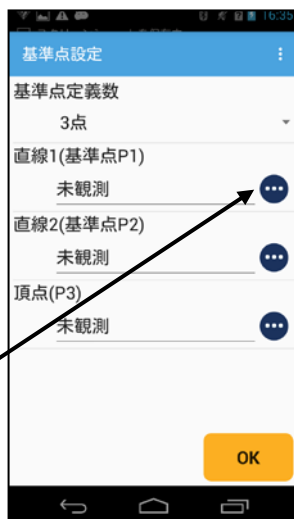 16:35
基準点設定
基準点定義数
3点
直線1(基準点P1)
未観測
直線2(基準点P2)
未観測
頂点(P3)
未観測
OK